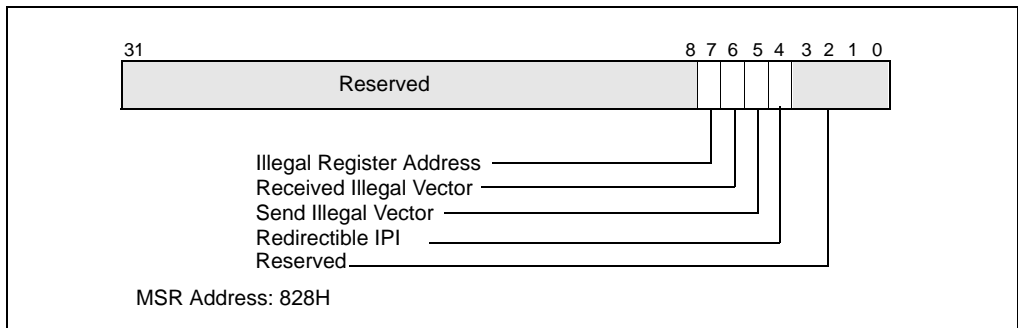 31 8 7 6 5 4 3 2 1 0
Reserved
Illegal Register Address
Received Illegal Vector
Send Illegal Vector
Redirectible IPI
Reserved
MSR Address: 828H